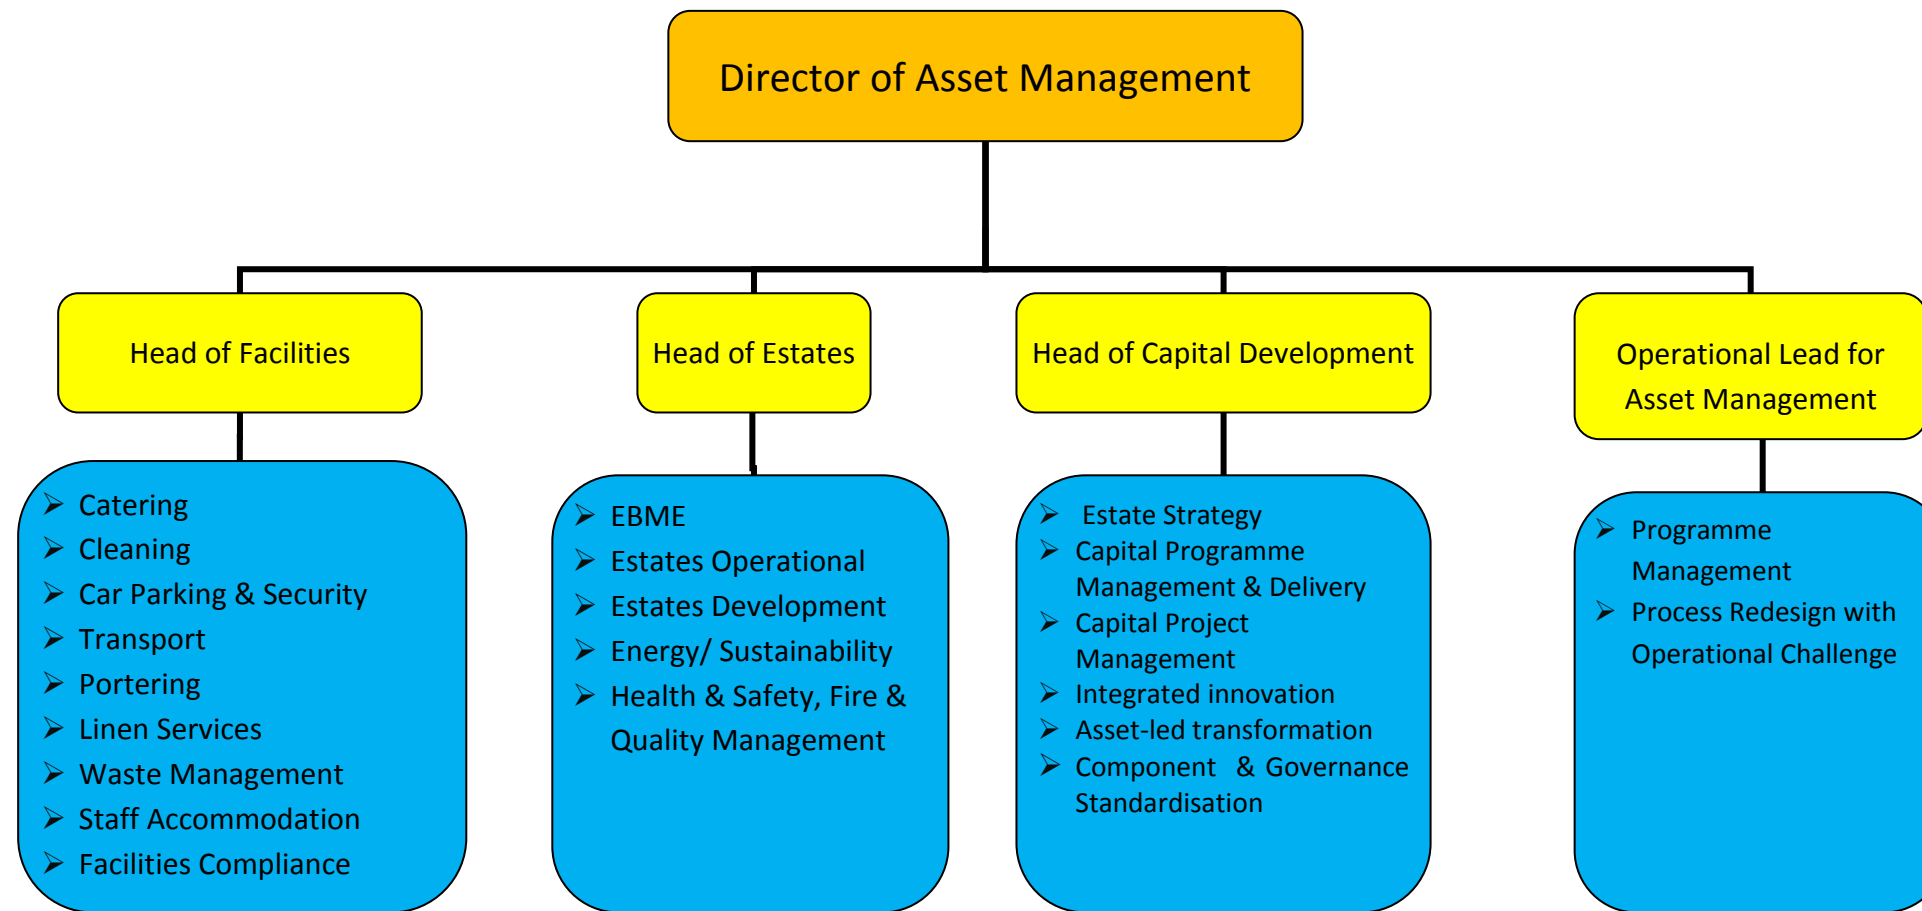 Director of Asset Management
Head of Facilities
Head of Estates
Head of Capital Development
Operational Lead for
Asset Management
➢ Catering
➢ Cleaning
➢ Car Parking & Security
➢ Transport
➢ Portering
➢ Linen Services
➢ Waste Management
➢ Staff Accommodation
➢ Facilities Compliance
➢ EBME
➢ Estates Operational
➢ Estates Development
➢ Energy/ Sustainability
➢ Health & Safety, Fire &
Quality Management
➢ Estate Strategy
➢ Capital Programme
Management & Delivery
➢ Capital Project
Management
➢ Integrated innovation
➢ Asset-led transformation
➢ Component & Governance
Standardisation
➢ Programme
Management
➢ Process Redesign with
Operational Challenge